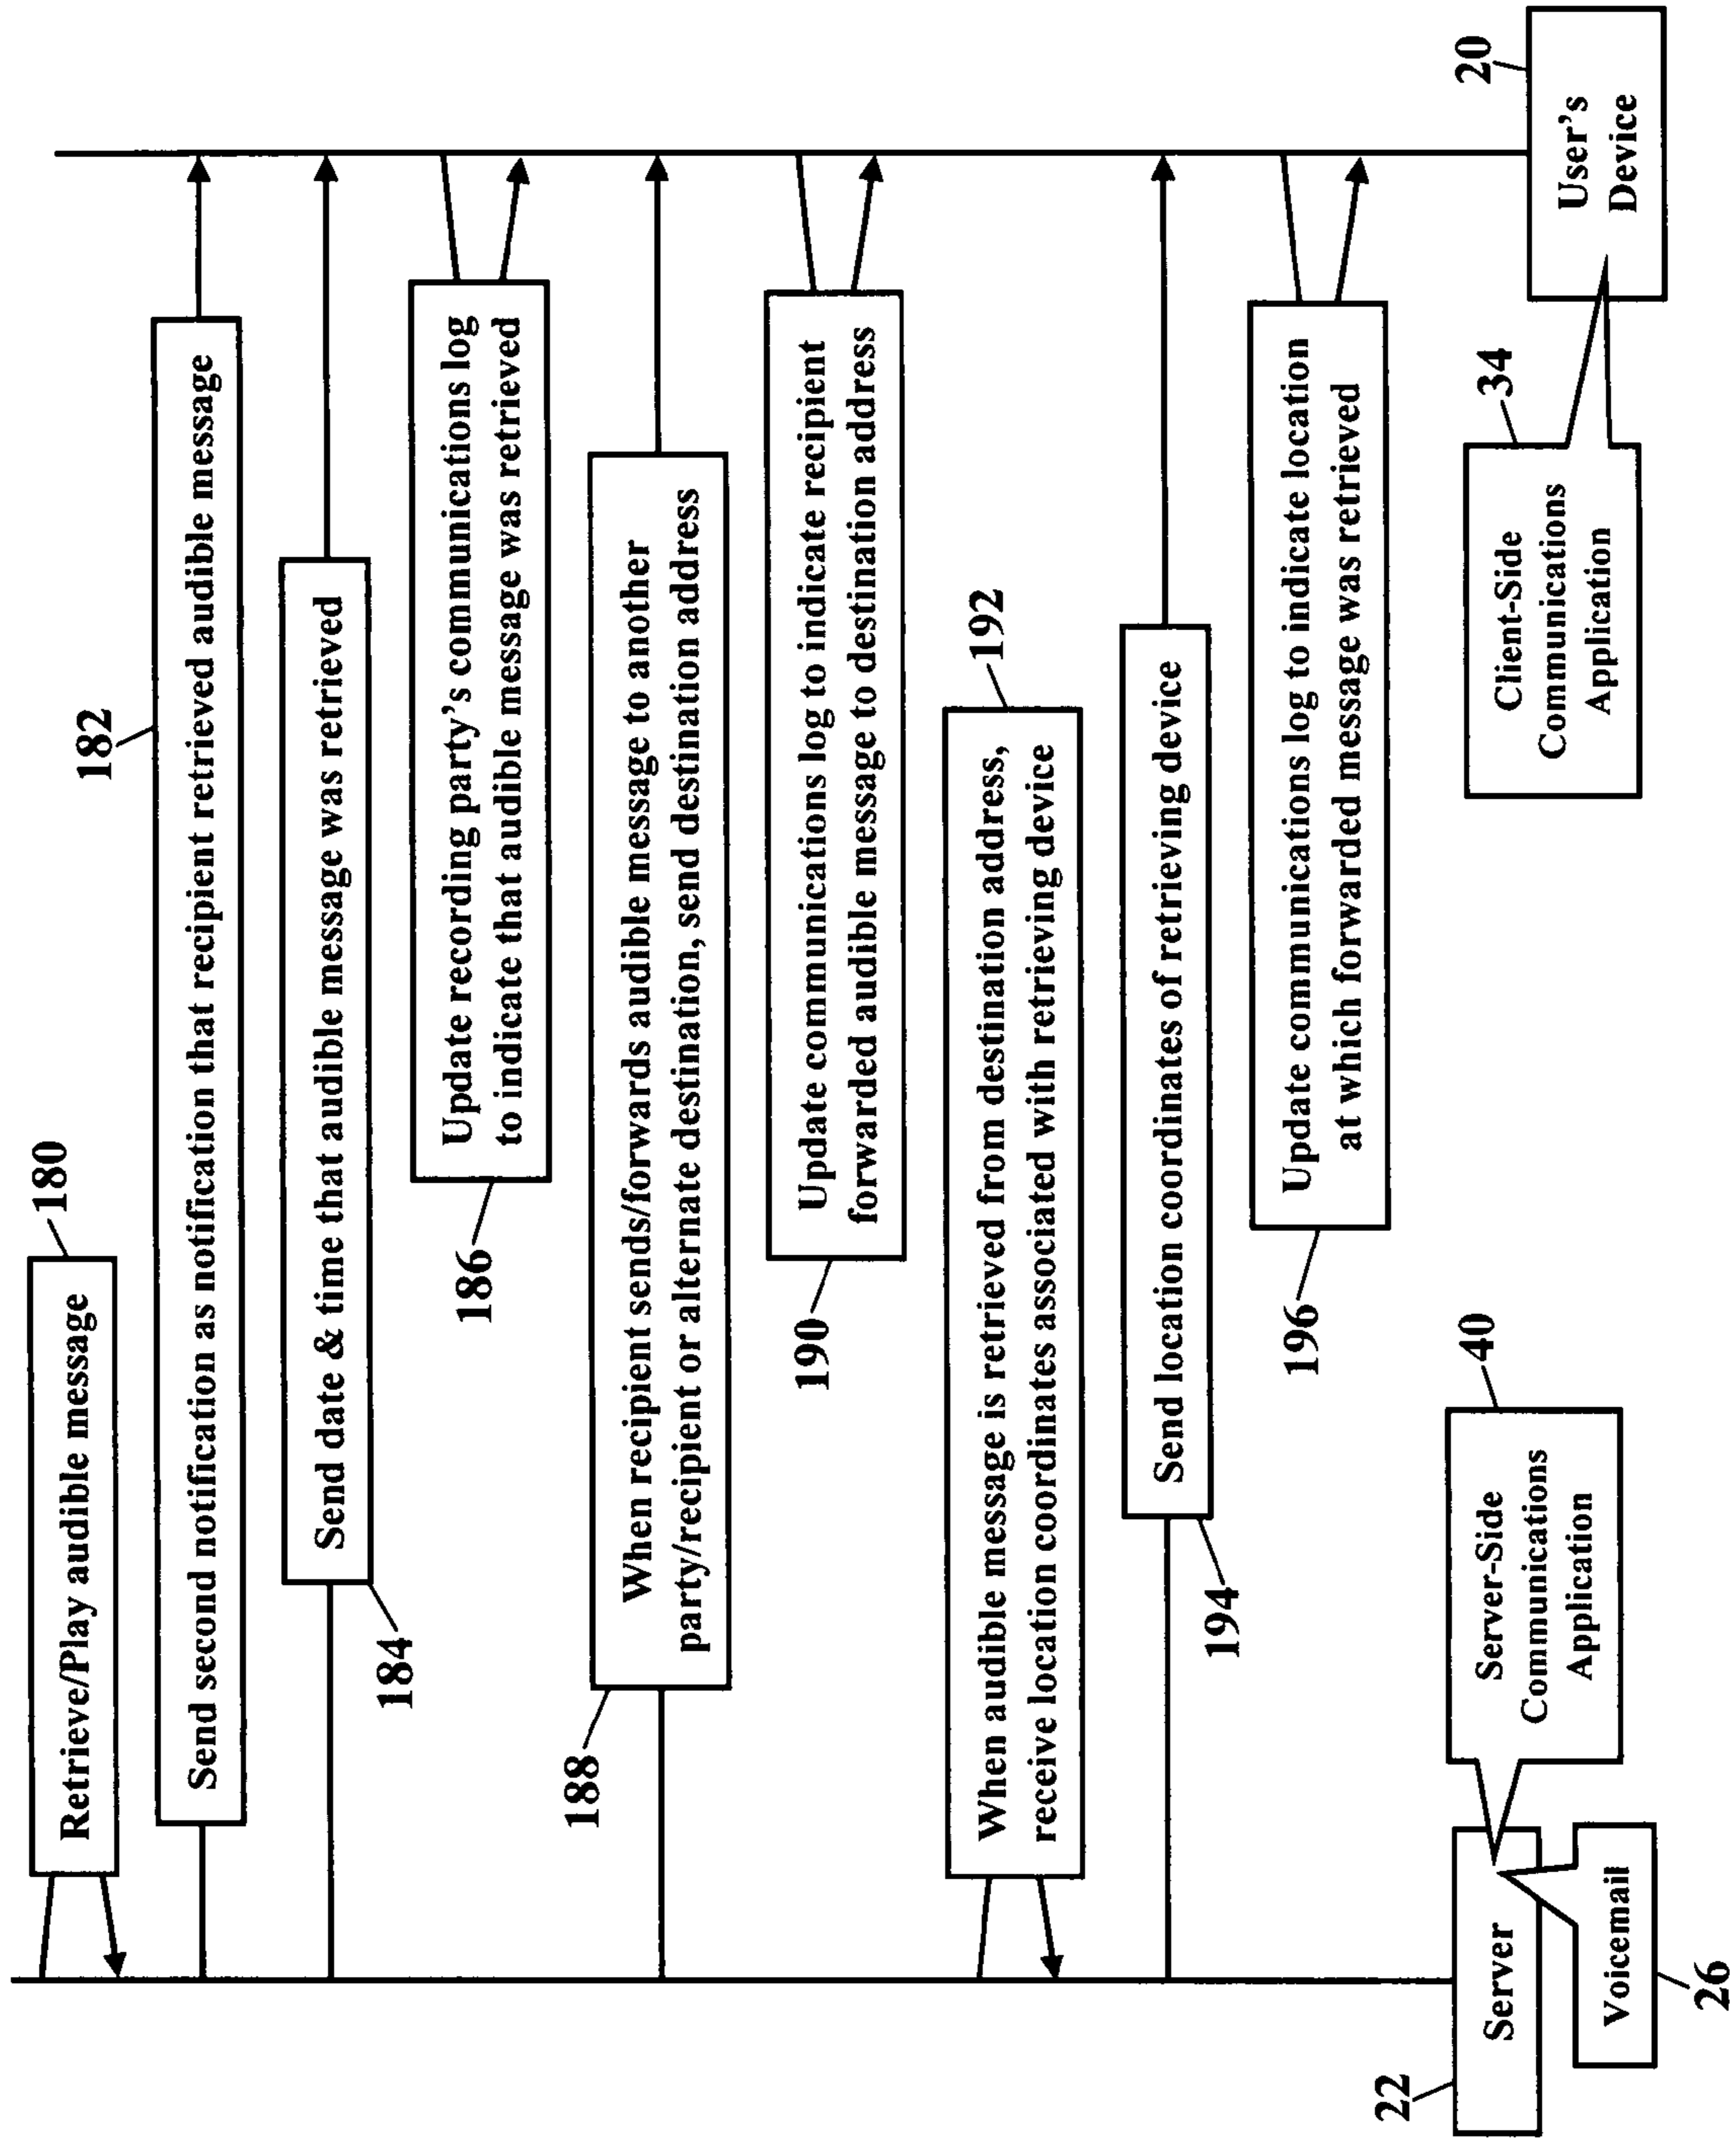 180
Retrieve/Play audible message
182
Send second notification as notification that recipient retrieved audible message
Send date & time that audible message was retrieved
184
Update recording party's communications log
to indicate that audible message was retrieved
186
When recipient sends/forwards audible message to another
party/recipient or alternate destination, send destination address
188
Update communications log to indicate recipient
forwarded audible message to destination address
190
When audible message is retrieved from destination address,
receive location coordinates associated with retrieving device
192
Send location coordinates of retrieving device
194
Update communications log to indicate location
at which forwarded message was retrieved
196
22
Server
Voicemail
26
Server-Side
Communications
Application
40
Client-Side
Communications
Application
34
User's
Device
20